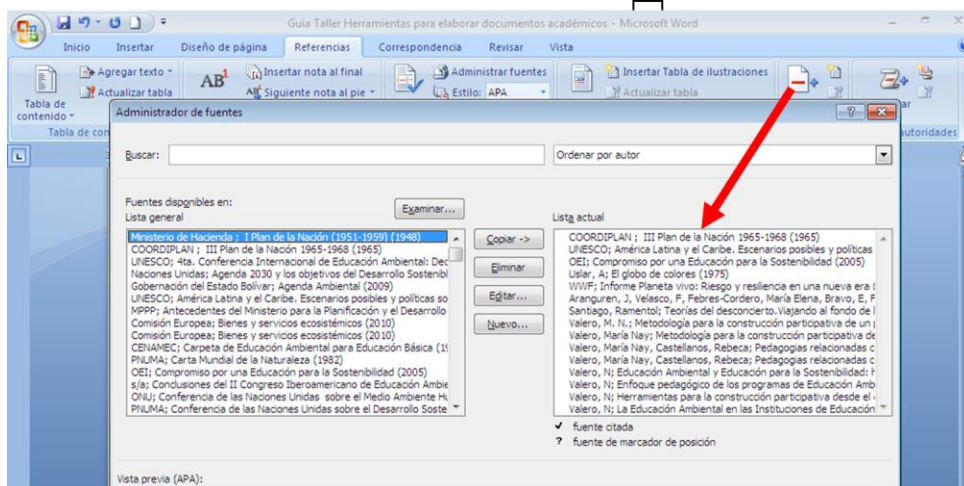 Guia Taller Herramientas para elaborar documentos académicos - Microsoft Word
Inicio Insertar Diseño de página Referencias Correspondencia Revisar Vista
Agregar texto
Actualizar tabla
Tabla de contenido
AB1
Insertar nota al final
Siguiente nota al pie
Administrar fuentes
Estilo: APA
Insertar Tabla de ilustraciones
Actualizar tabla
Tabla de con
utoridades
Administrador de fuentes
Buscar:
Ordenar por autor
Fuentes disponibles en:
Lista general
Examinar...
Ministerio de Hacienda ; I Plan de la Nación (1951-1959) (1948)
COORDIPLAN ; III Plan de la Nación 1965-1968 (1965)
UNESCO; 4ta. Conferencia Internacional de Educación Ambiental: Dec
Naciones Unidas; Agenda 2030 y los objetivos del Desarrollo Sostenibl
Gobernación del Estado Bolívar; Agenda Ambiental (2009)
UNESCO; América Latina y el Caribe. Escenarios posibles y políticas so
MPPP; Antecedentes del Ministerio para la Planificación y el Desarrollo
Comisión Europea; Bienes y servicios ecosistémicos (2010)
Comisión Europea; Bienes y servicios ecosistémicos (2010)
CENAMEC; Carpeta de Educación Ambiental para Educación Básica (19
PNUMA; Carta Mundial de la Naturaleza (1982)
OEI; Compromiso por una Educación para la Sostenibilidad (2005)
s/a; Conclusiones del II Congreso Iberoamericano de Educación Ambie
ONU; Conferencia de las Naciones Unidas sobre el Medio Ambiente Hu
PNUMA; Conferencia de las Naciones Unidas sobre el Desarrollo Soste
Copiar ->
Eliminar
Editar...
Nuevo...
Lista actual
COORDIPLAN ; III Plan de la Nación 1965-1968 (1965)
UNESCO; América Latina y el Caribe. Escenarios posibles y políticas
OEI; Compromiso por una Educación para la Sostenibilidad (2005)
Uslar, A; El globo de colores (1975)
WWF; Informe Planeta vivo: Riesgo y resiliencia en una nueva era (
Aranguren, J, Velasco, F, Febres-Cordero, María Elena, Bravo, E, F
Santiago, Ramentol; Teorías del desconcierto.Viajando al fondo de l
Valero, M. N.; Metodología para la construcción participativa de un
Valero, María Nay; Metodología para la construcción participativa de
Valero, María Nay, Castellanos, Rebeca; Pedagogias relacionadas c
Valero, María Nay, Castellanos, Rebeca; Pedagogias relacionadas c
Valero, N; Educación Ambiental y Educación para la Sostenibilidad: h
Valero, N; Enfoque pedagógico de los programas de Educación Amb
Valero, N; Herramientas para la construcción participativa desde el
Valero, N; La Educación Ambiental en las Instituciones de Educación
✔ fuente citada
? fuente de marcador de posición
Vista previa (APA):